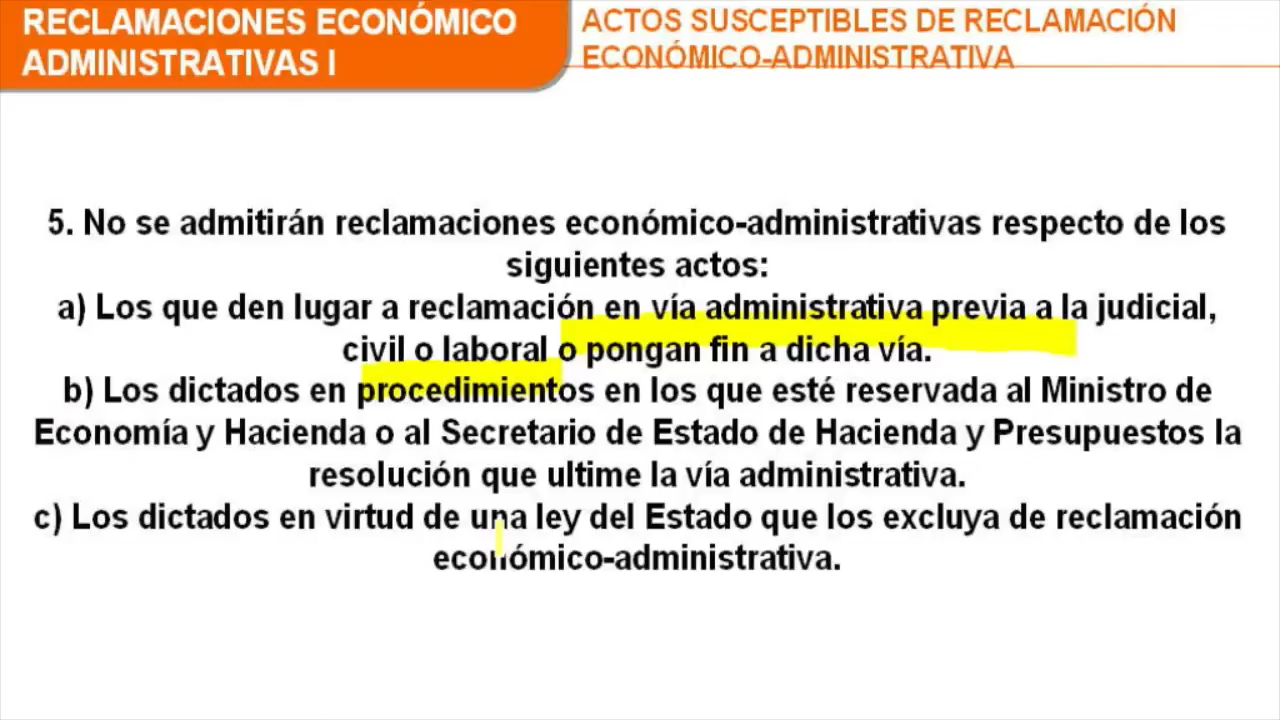 RECLAMACIONES ECONÓMICO
ADMINISTRATIVAS I
ACTOS SUSCEPTIBLES DE RECLAMACIÓN
ECONÓMICO-ADMINISTRATIVA
5. No se admitirán reclamaciones económico-administrativas respecto de los
siguientes actos:
a) Los que den lugar a reclamación en vía administrativa previa a la judicial,
civil o laboral o pongan fin a dicha vía.
b) Los dictados en procedimientos en los que esté reservada al Ministro de
Economía y Hacienda o al Secretario de Estado de Hacienda y Presupuestos la
resolución que ultime la vía administrativa.
c) Los dictados en virtud de una ley del Estado que los excluya de reclamación
económico-administrativa.